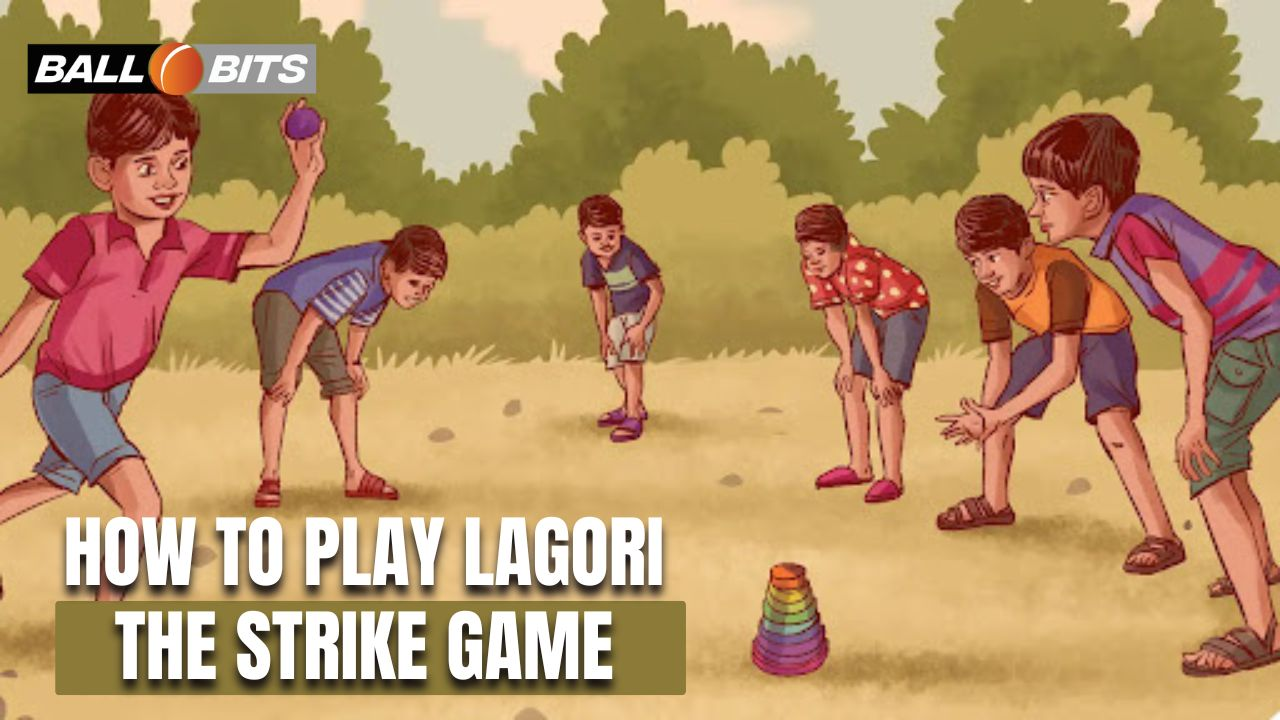 BALL BITS
HOW TO PLAY LAGORI
THE STRIKE GAME